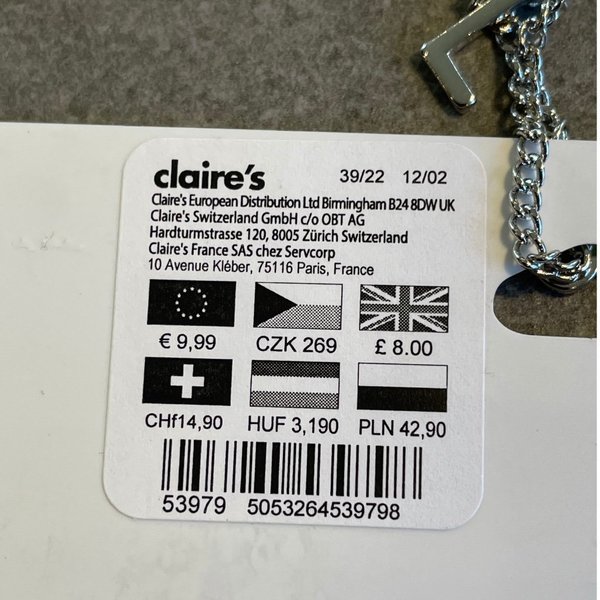 claire's 39/22 12/02
Claire's European Distribution Ltd Birmingham B24 8DW UK
Claire's Switzerland GmbH c/o OBT AG
Hardturmstrasse 120, 8005 Zürich Switzerland
Claire's France SAS chez Servcorp
10 Avenue Kléber, 75116 Paris, France
€ 9,99 CZK 269 £ 8.00
CHf14,90 HUF 3,190 PLN 42,90
53979 5053264539798